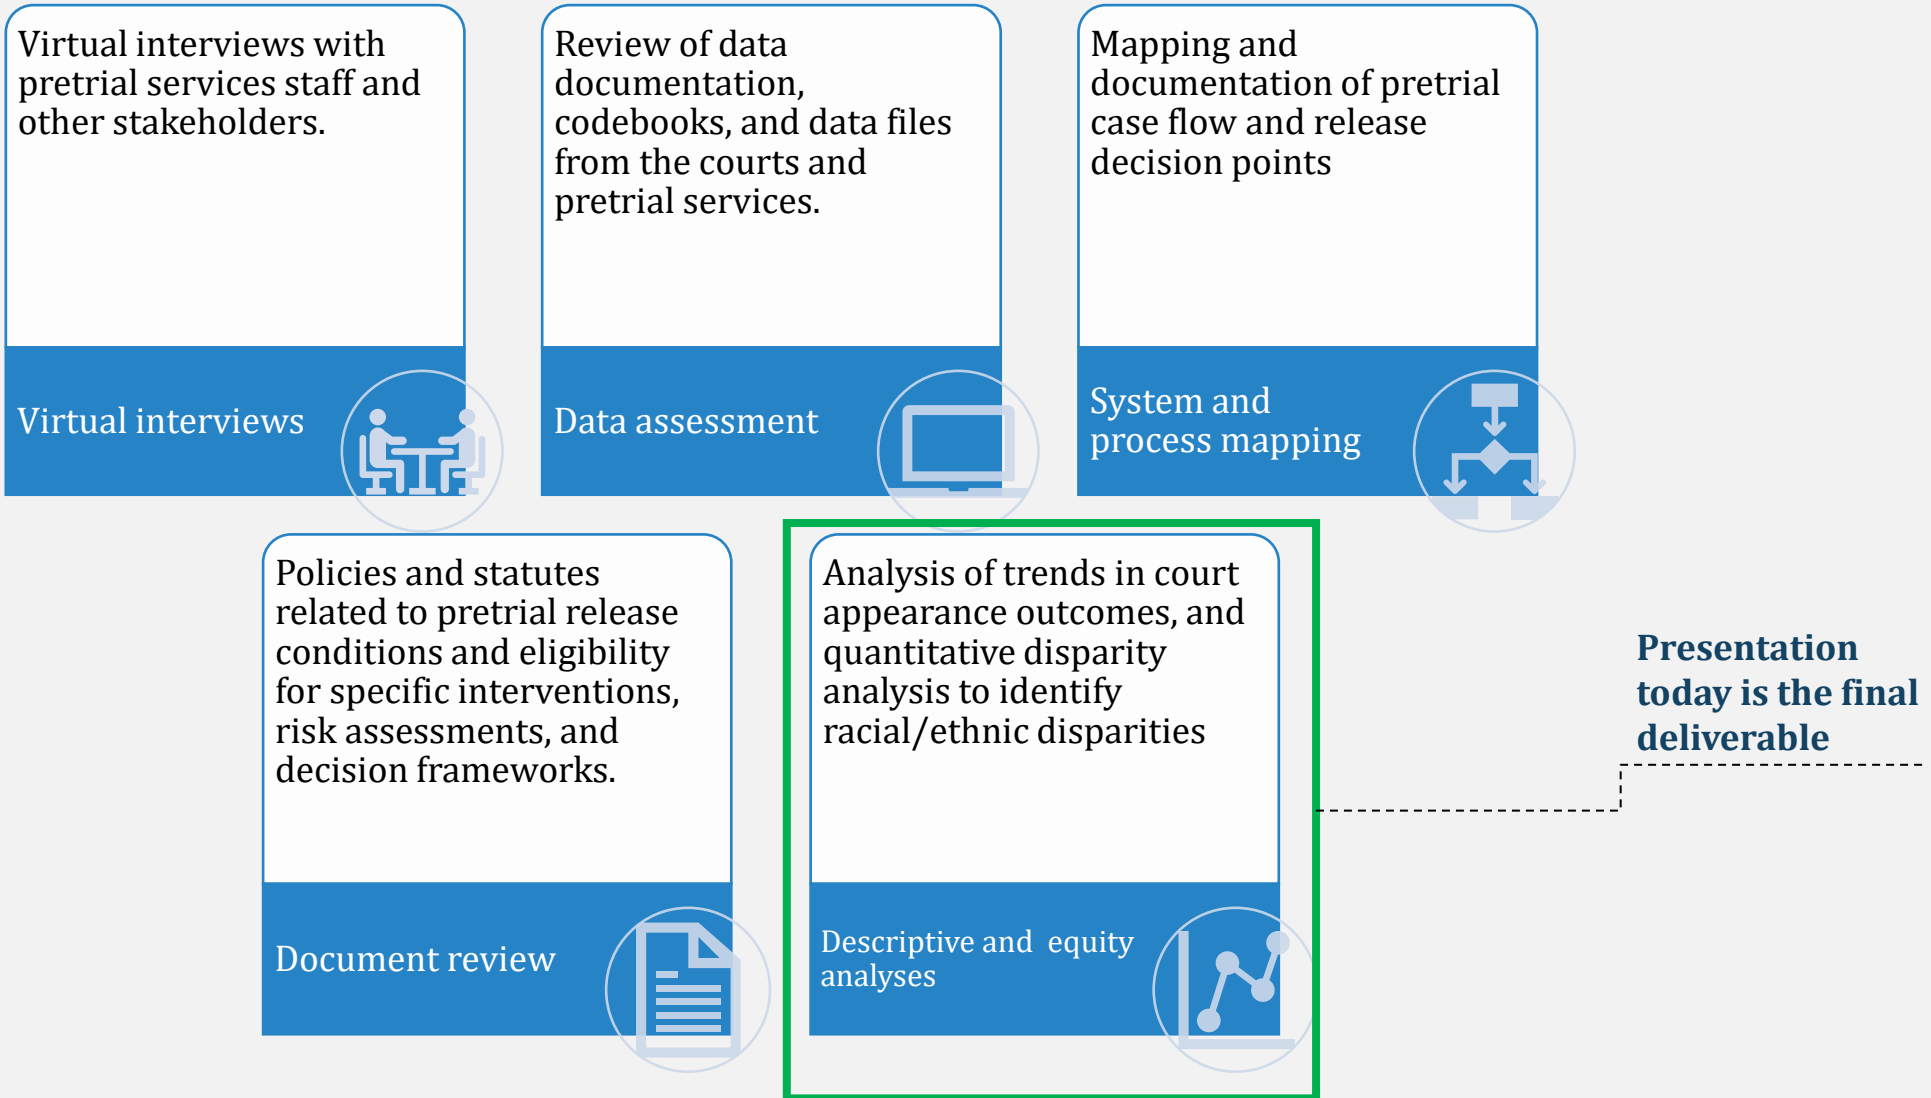 Virtual interviews with
pretrial services staff and
other stakeholders.
Virtual interviews
Review of data
documentation,
codebooks, and data files
from the courts and
pretrial services.
Data assessment
Mapping and
documentation of pretrial
case flow and release
decision points
System and
process mapping
Policies and statutes
related to pretrial release
conditions and eligibility
for specific interventions,
risk assessments, and
decision frameworks.
Document review
Analysis of trends in court
appearance outcomes, and
quantitative disparity
analysis to identify
racial/ethnic disparities
Descriptive and  equity
analyses
Presentation
today is the final
deliverable